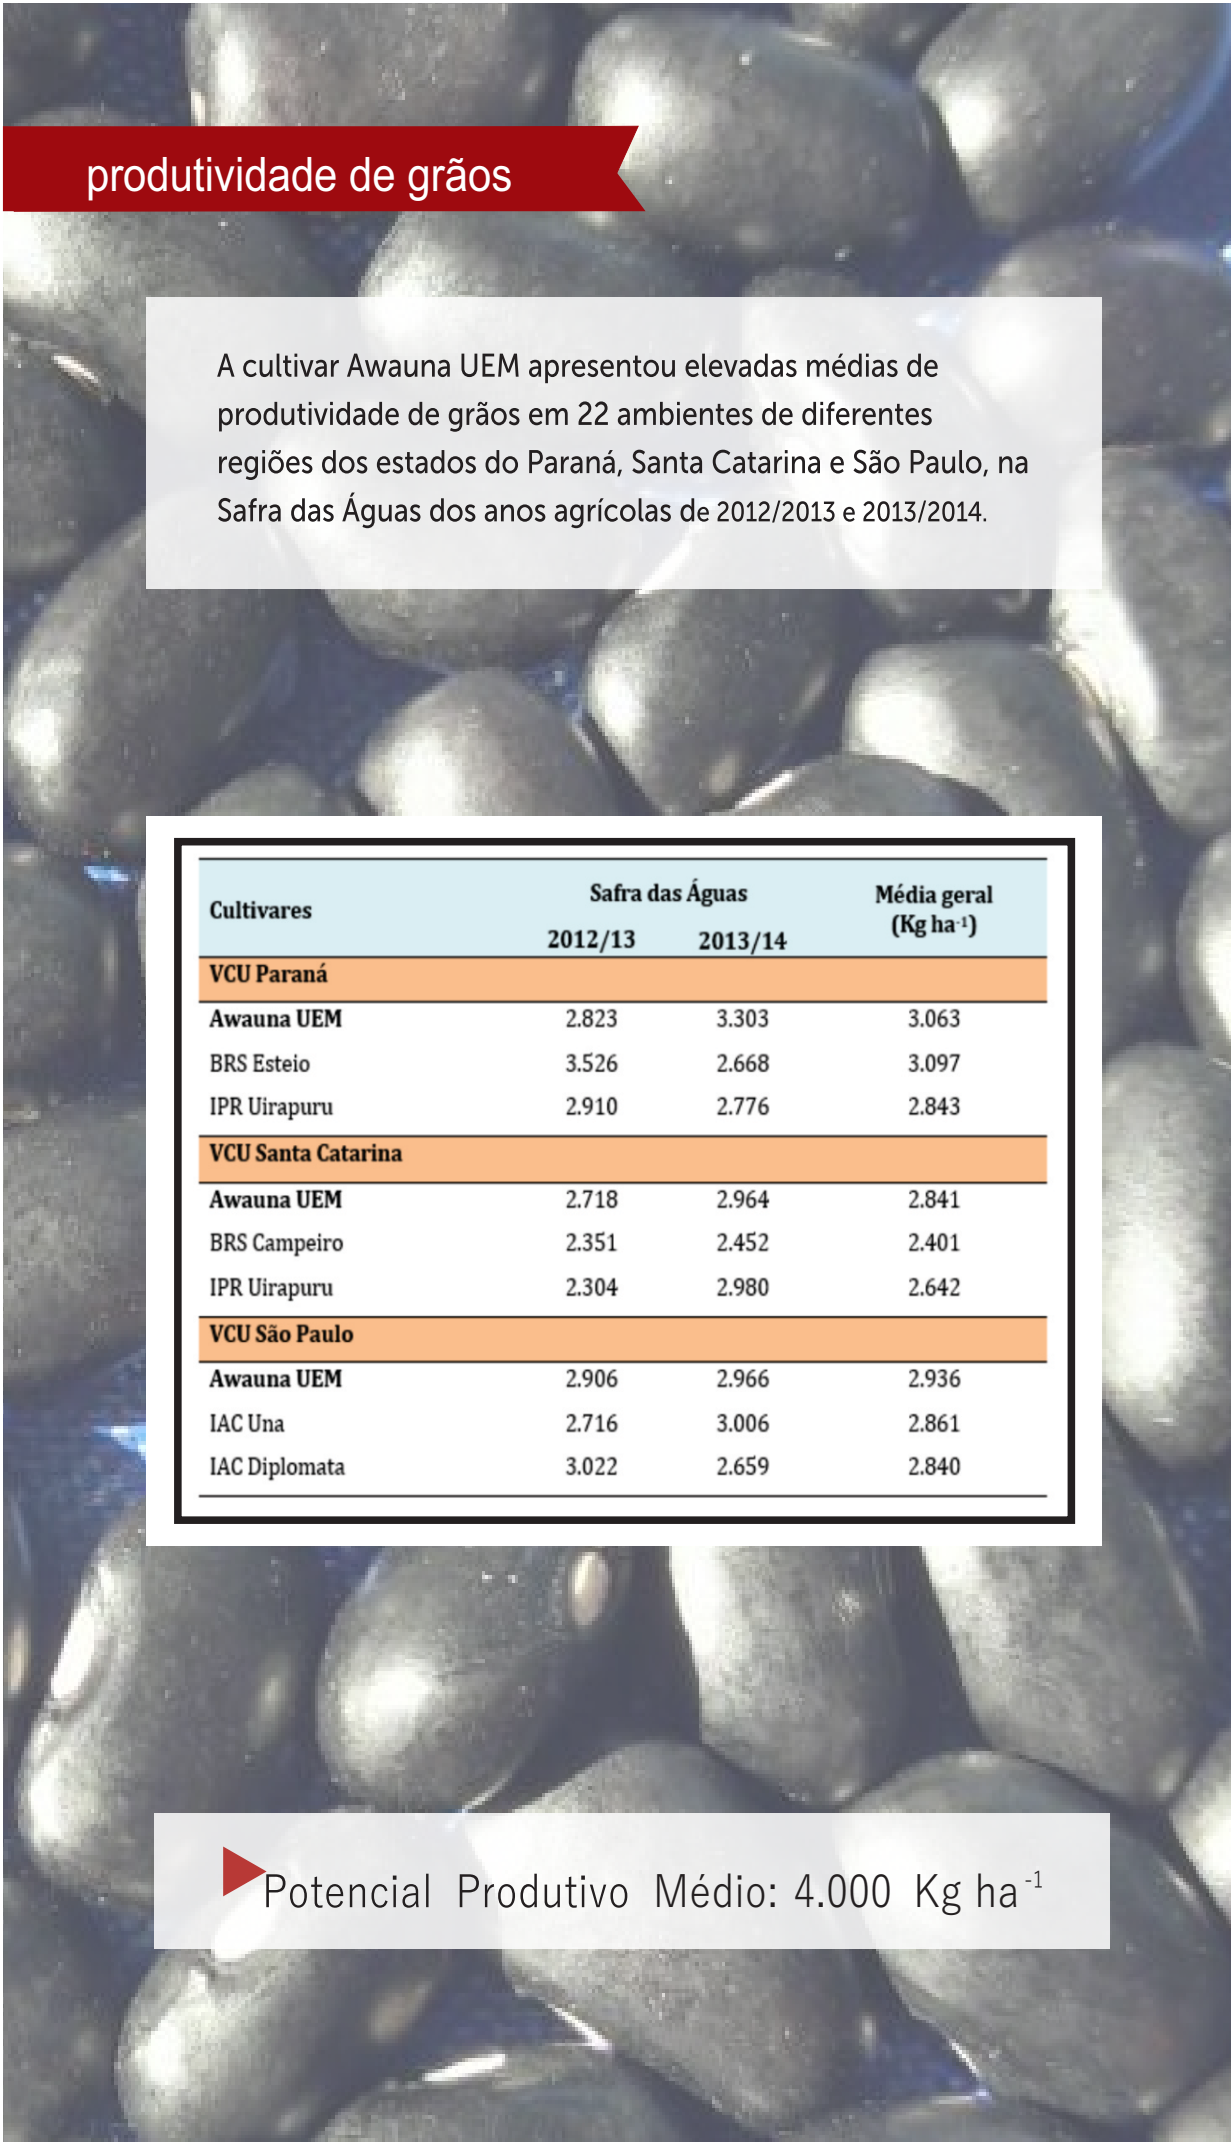 produtividade de grãos
A cultivar Awauna UEM apresentou elevadas médias de
produtividade de grãos em 22 ambientes de diferentes
regiões dos estados do Paraná, Santa Catarina e São Paulo, na
Safra das Águas dos anos agrícolas de 2012/2013 e 2013/2014.
Cultivares Safra das Águas Média geral
2012/13 2013/14 (Kg ha-1)
VCU Paraná
Awauna UEM 2.823 3.303 3.063
BRS Esteio 3.526 2.668 3.097
IPR Uirapuru 2.910 2.776 2.843
VCU Santa Catarina
Awauna UEM 2.718 2.964 2.841
BRS Campeiro 2.351 2.452 2.401
IPR Uirapuru 2.304 2.980 2.642
VCU São Paulo
Awauna UEM 2.906 2.966 2.936
IAC Una 2.716 3.006 2.861
IAC Diplomata 3.022 2.659 2.840
Potencial Produtivo Médio: 4.000 Kg ha-1